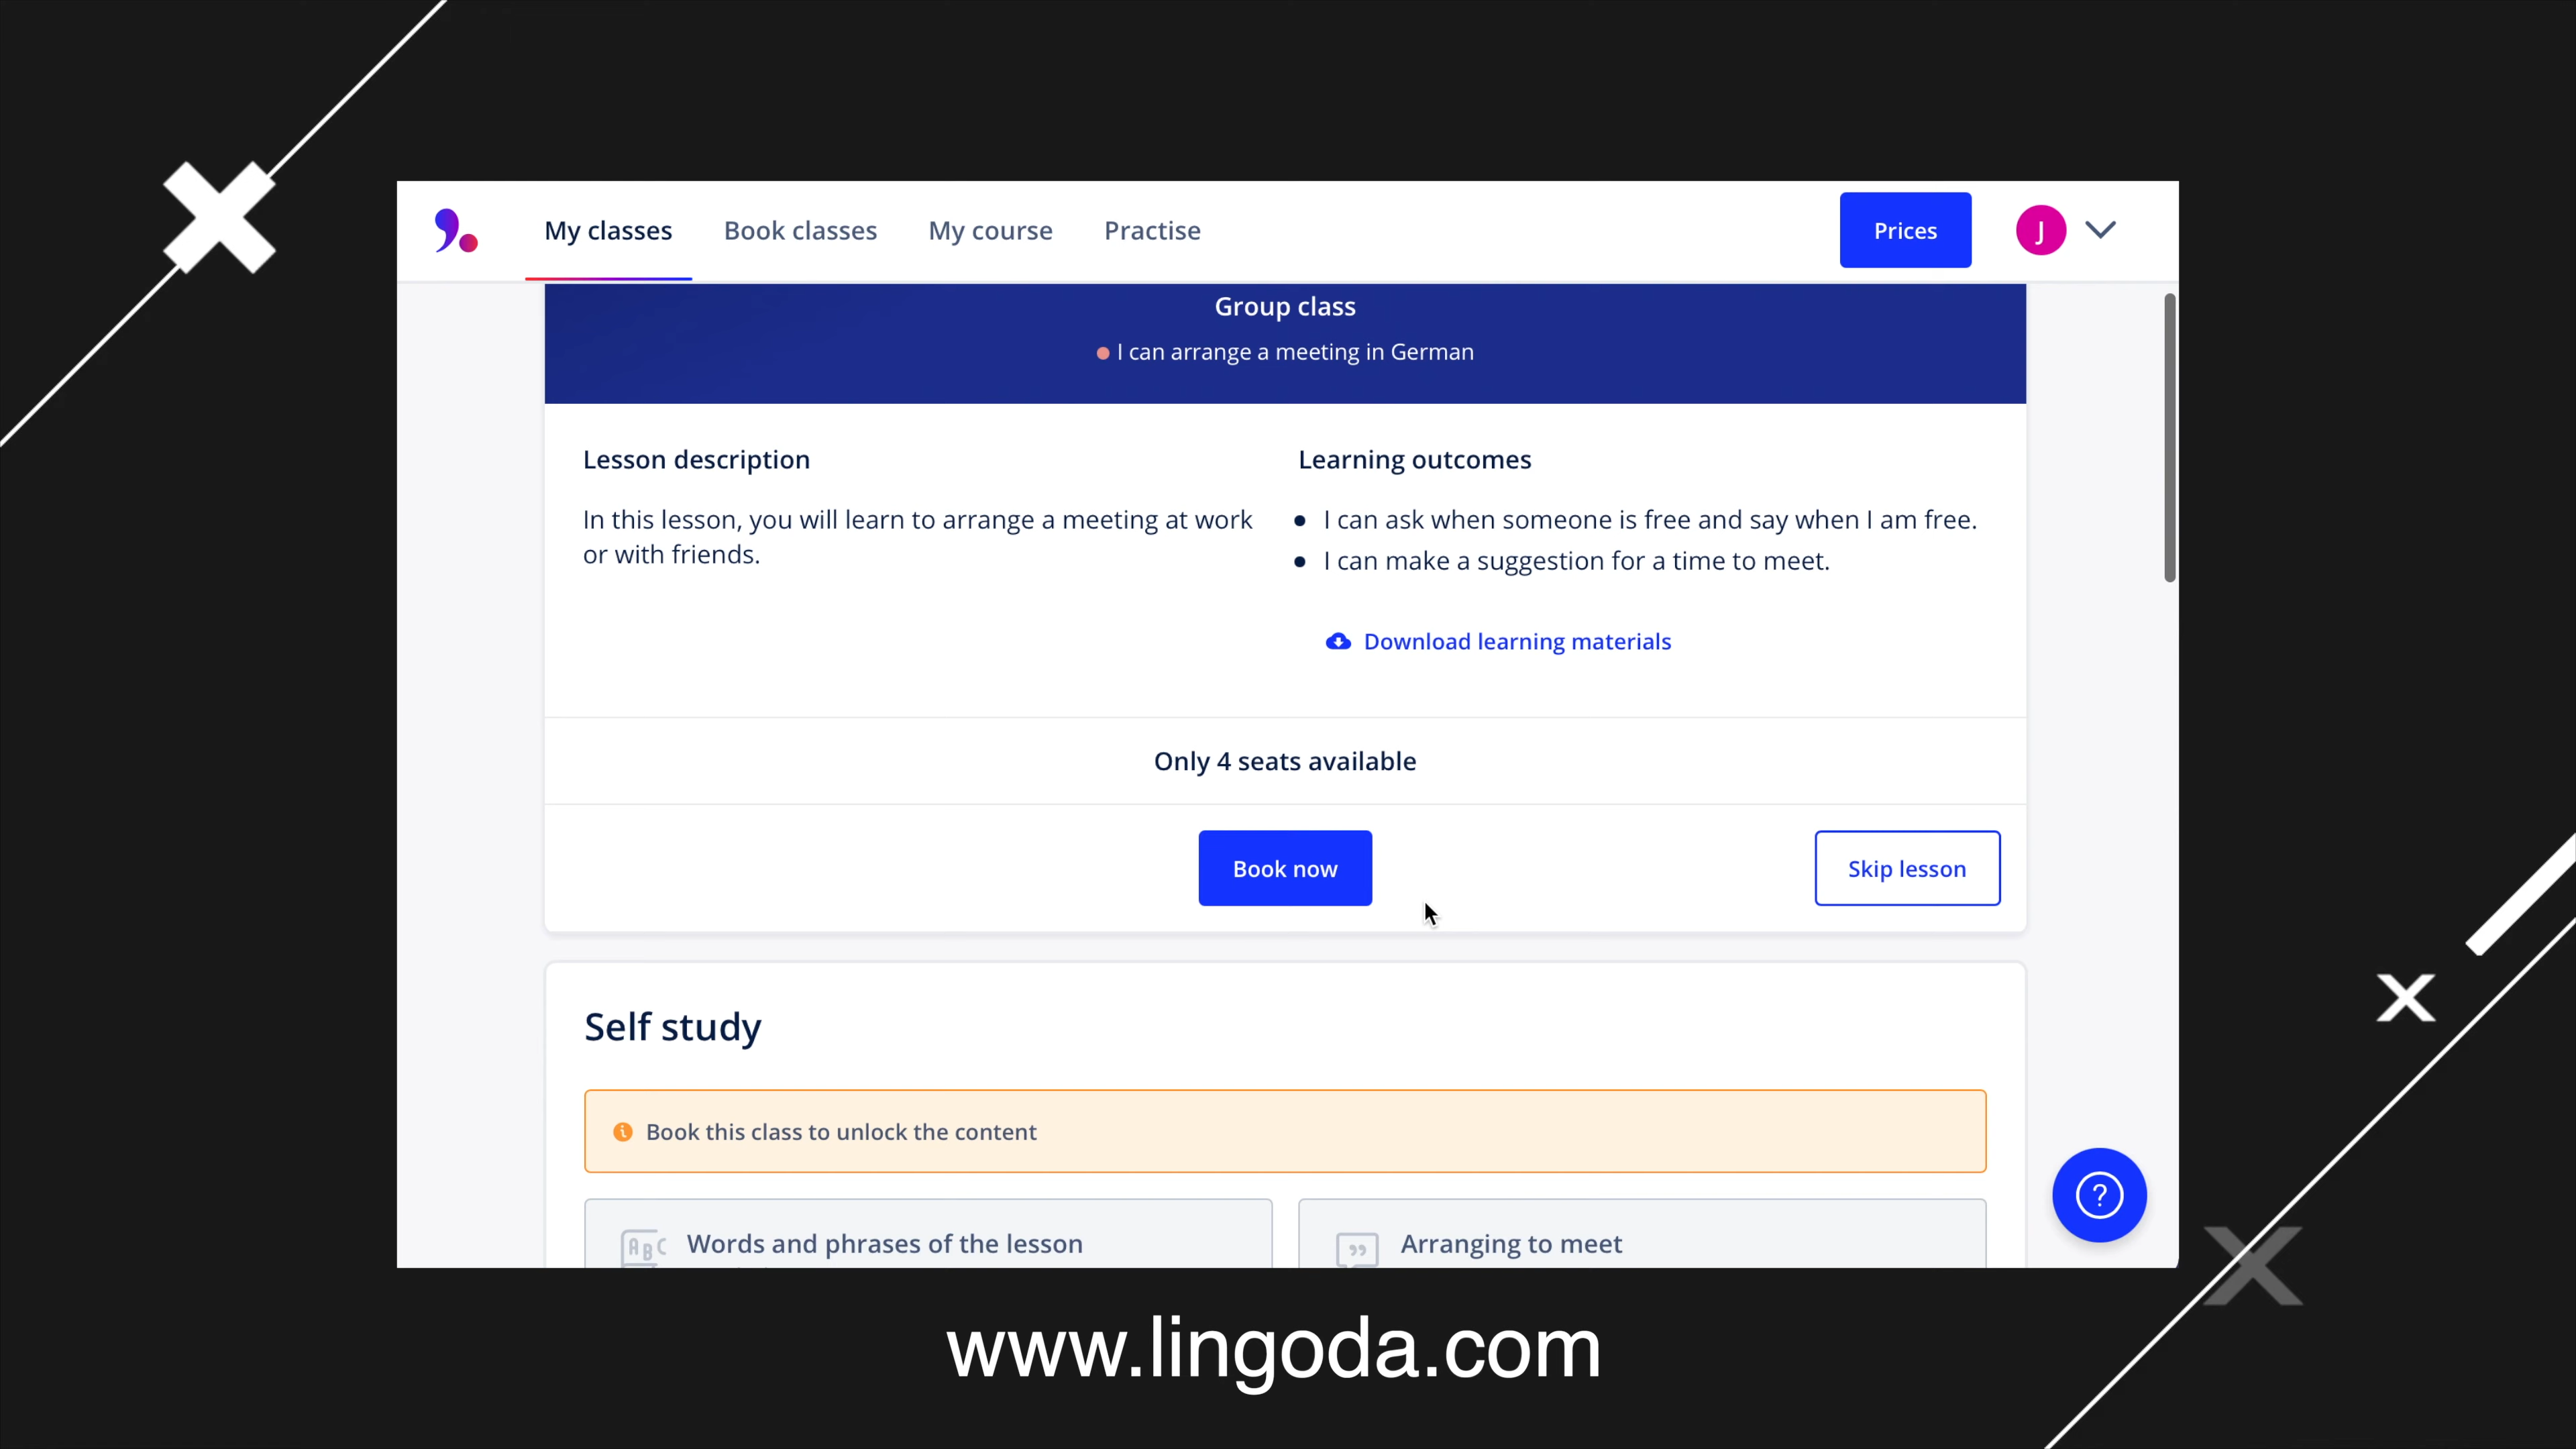 My classes
Book classes
My course
Practise
Prices
J
Group class
I can arrange a meeting in German
Lesson description
In this lesson, you will learn to arrange a meeting at work
or with friends.
Learning outcomes
I can ask when someone is free and say when I am free.
I can make a suggestion for a time to meet.
Download learning materials
Only 4 seats available
Book now
Skip lesson
Self study
Book this class to unlock the content
ABC
Words and phrases of the lesson
Arranging to meet
?
www.lingoda.com